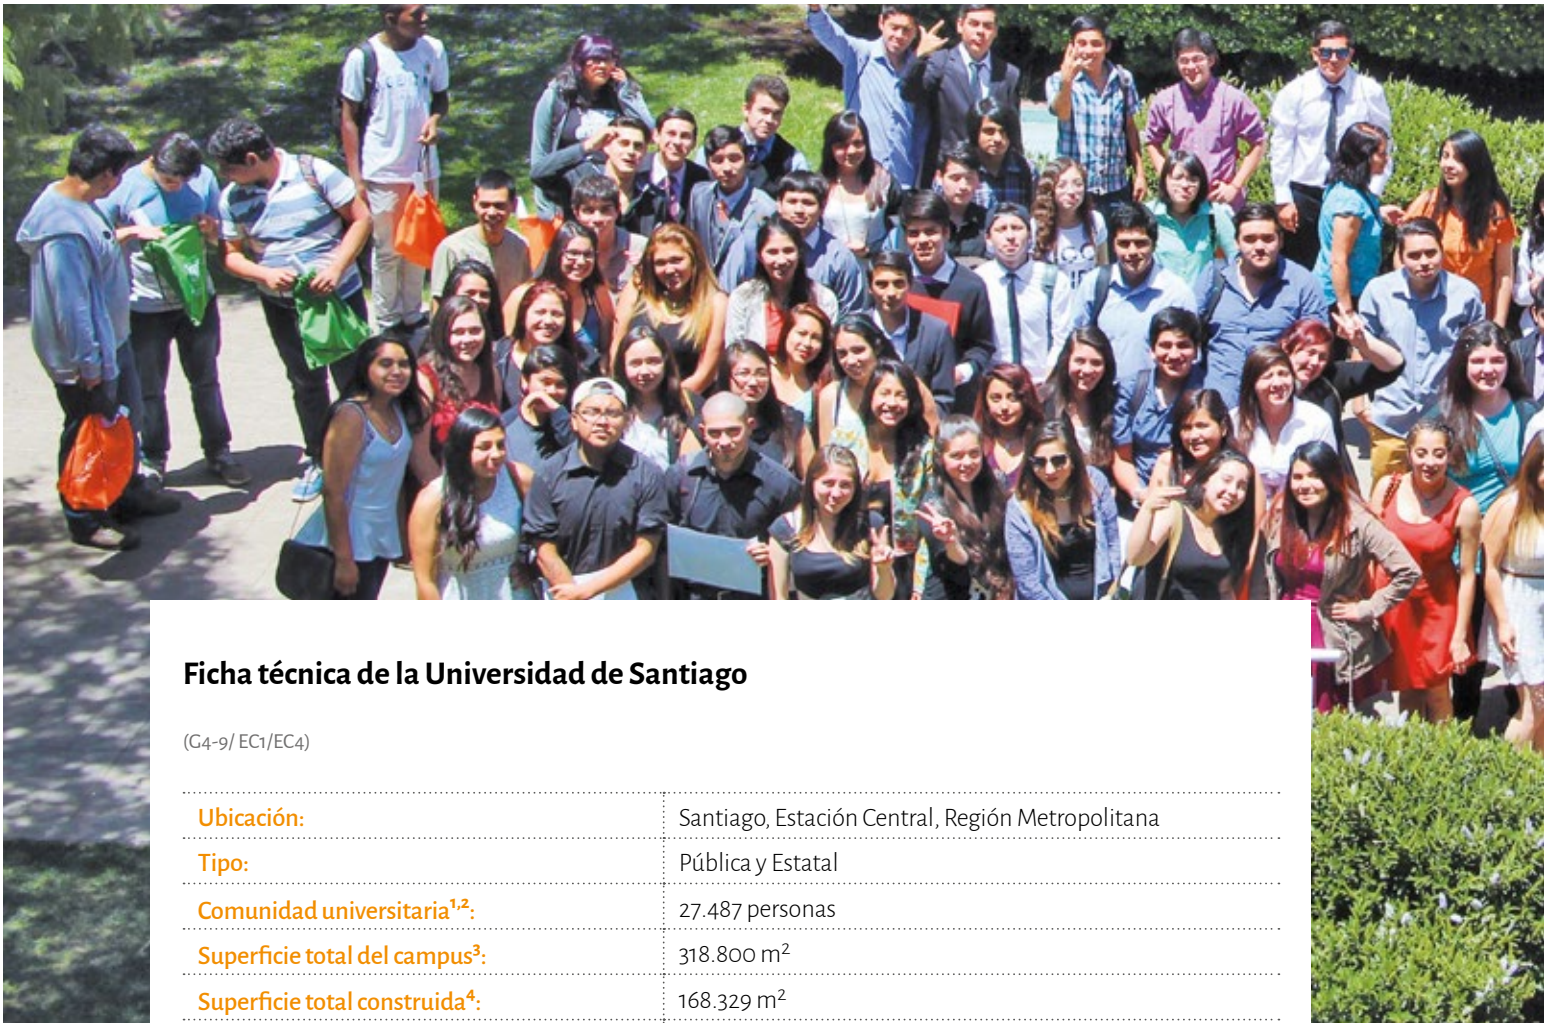 Ficha técnica de la Universidad de Santiago
(G4-9/ EC1/EC4)
Ubicación: Santiago, Estación Central, Región Metropolitana
Tipo: Pública y Estatal
Comunidad universitaria¹,²: 27.487 personas
Superficie total del campus³: 318.800 m²
Superficie total construida⁴: 168.329 m²